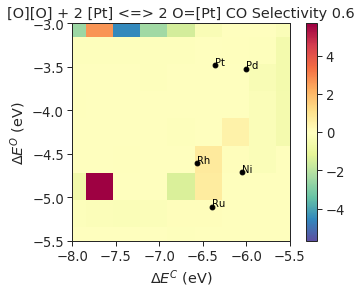 [O][O] + 2 [Pt] <=> 2 O=[Pt] CO Selectivity 0.6
−3.0
−3.5
−4.0
−4.5
−5.0
−5.5
ΔE^O (eV)
Pt
Pd
Rh
Ni
Ru
−8.0 −7.5 −7.0 −6.5 −6.0 −5.5
ΔE^C (eV)
4
2
0
−2
−4